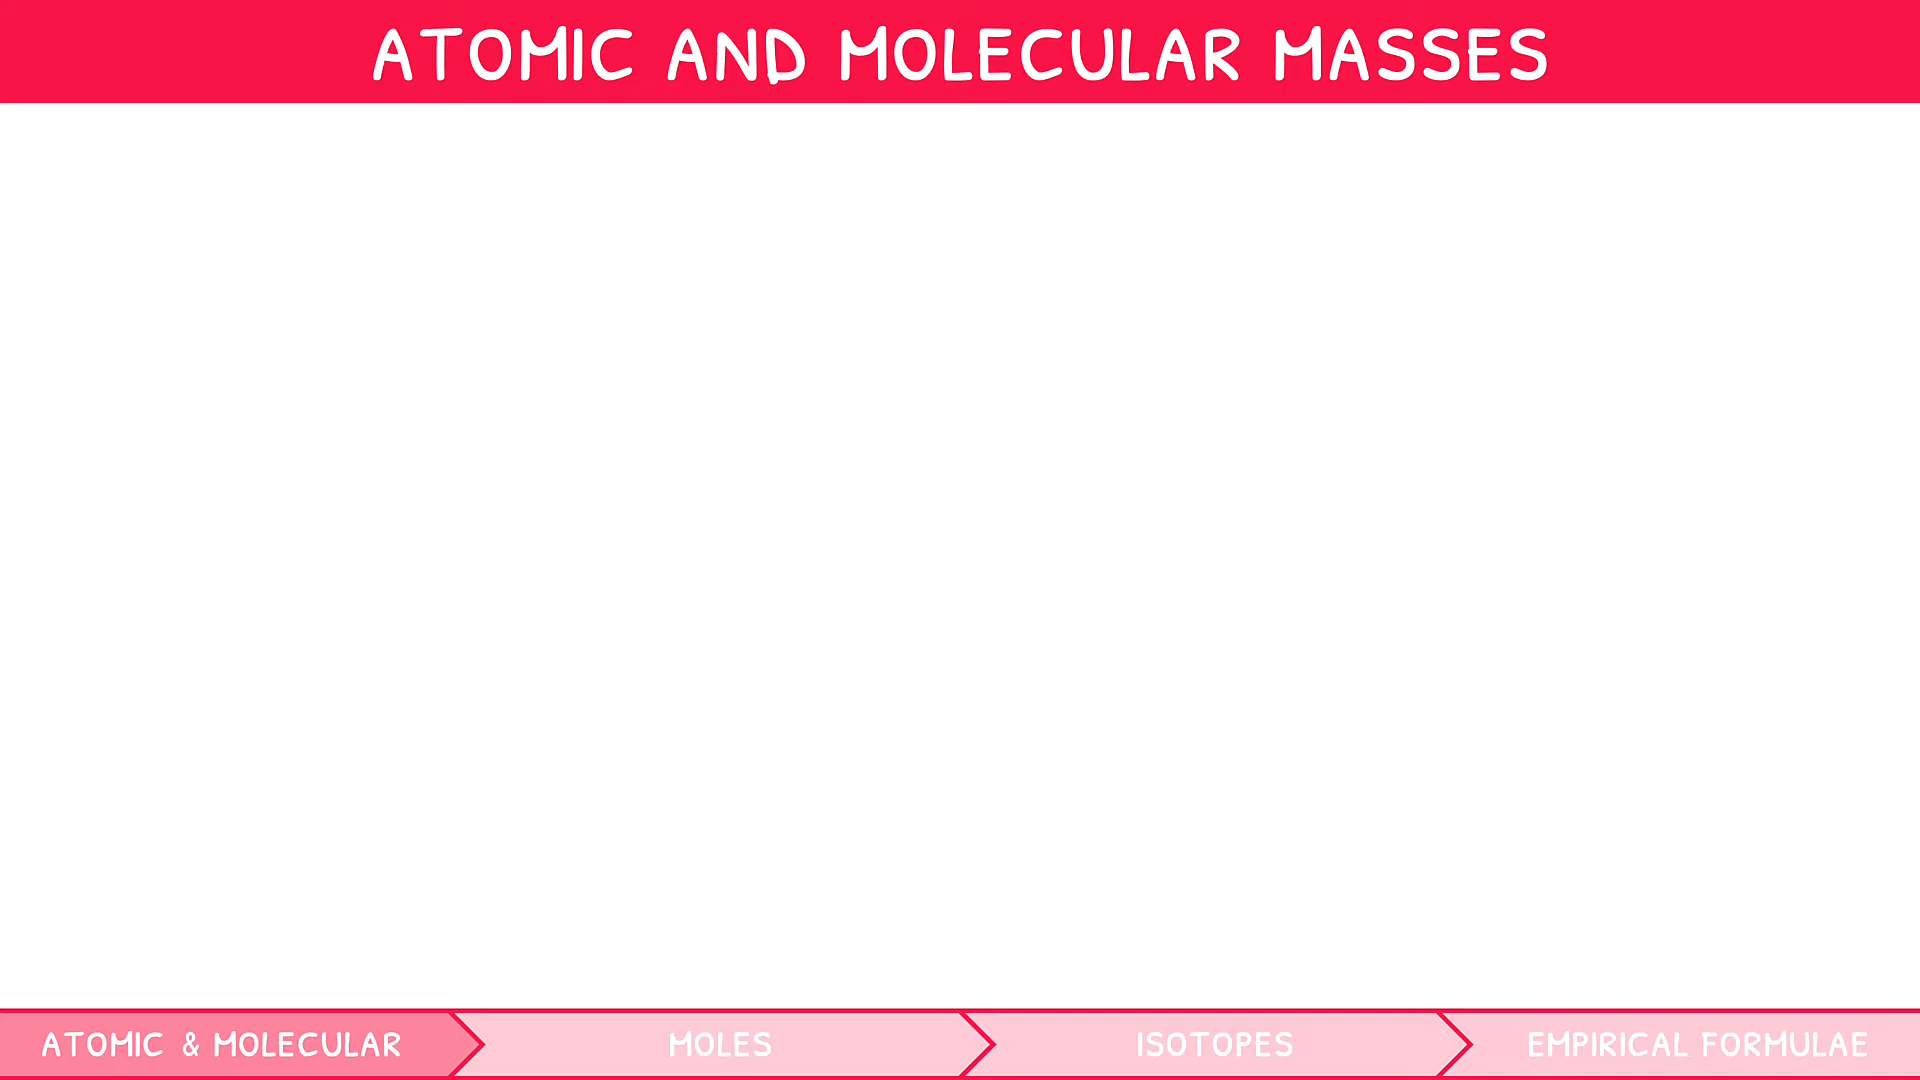 ATOMIC AND MOLECULAR MASSES
ATOMIC & MOLECULAR
MOLES
ISOTOPES
EMPIRICAL FORMULAE